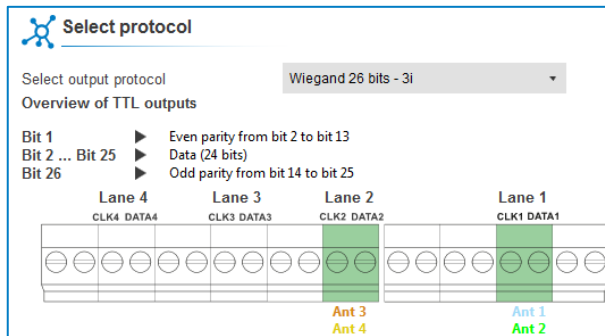 Select protocol
Select output protocol Wiegand 26 bits - 3i
Overview of TTL outputs
Bit 1 ► Even parity from bit 2 to bit 13
Bit 2 ... Bit 25 ► Data (24 bits)
Bit 26 ► Odd parity from bit 14 to bit 25
Lane 4 Lane 3 Lane 2 Lane 1
CLK4 DATA4 CLK3 DATA3 CLK2 DATA2 CLK1 DATA1
Ant 3 Ant 1
Ant 4 Ant 2